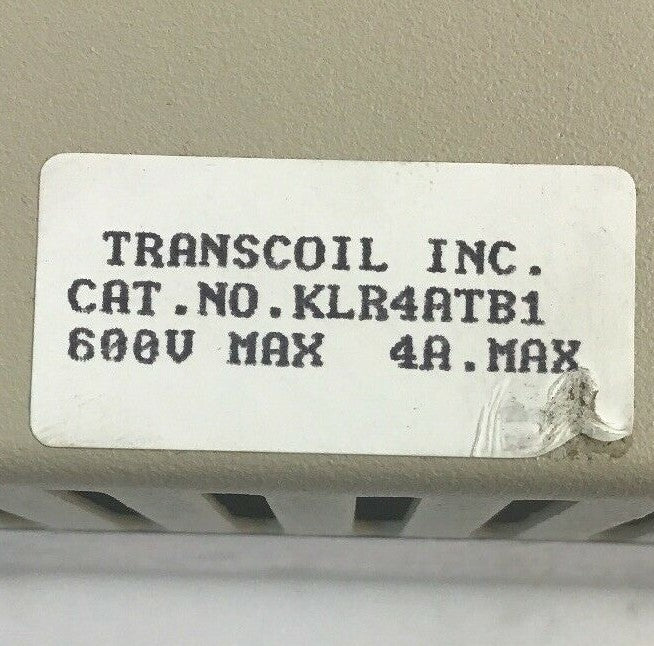 TRANSCOIL INC.
CAT.NO.KLR4ATB1
600V MAX 4A.MAX